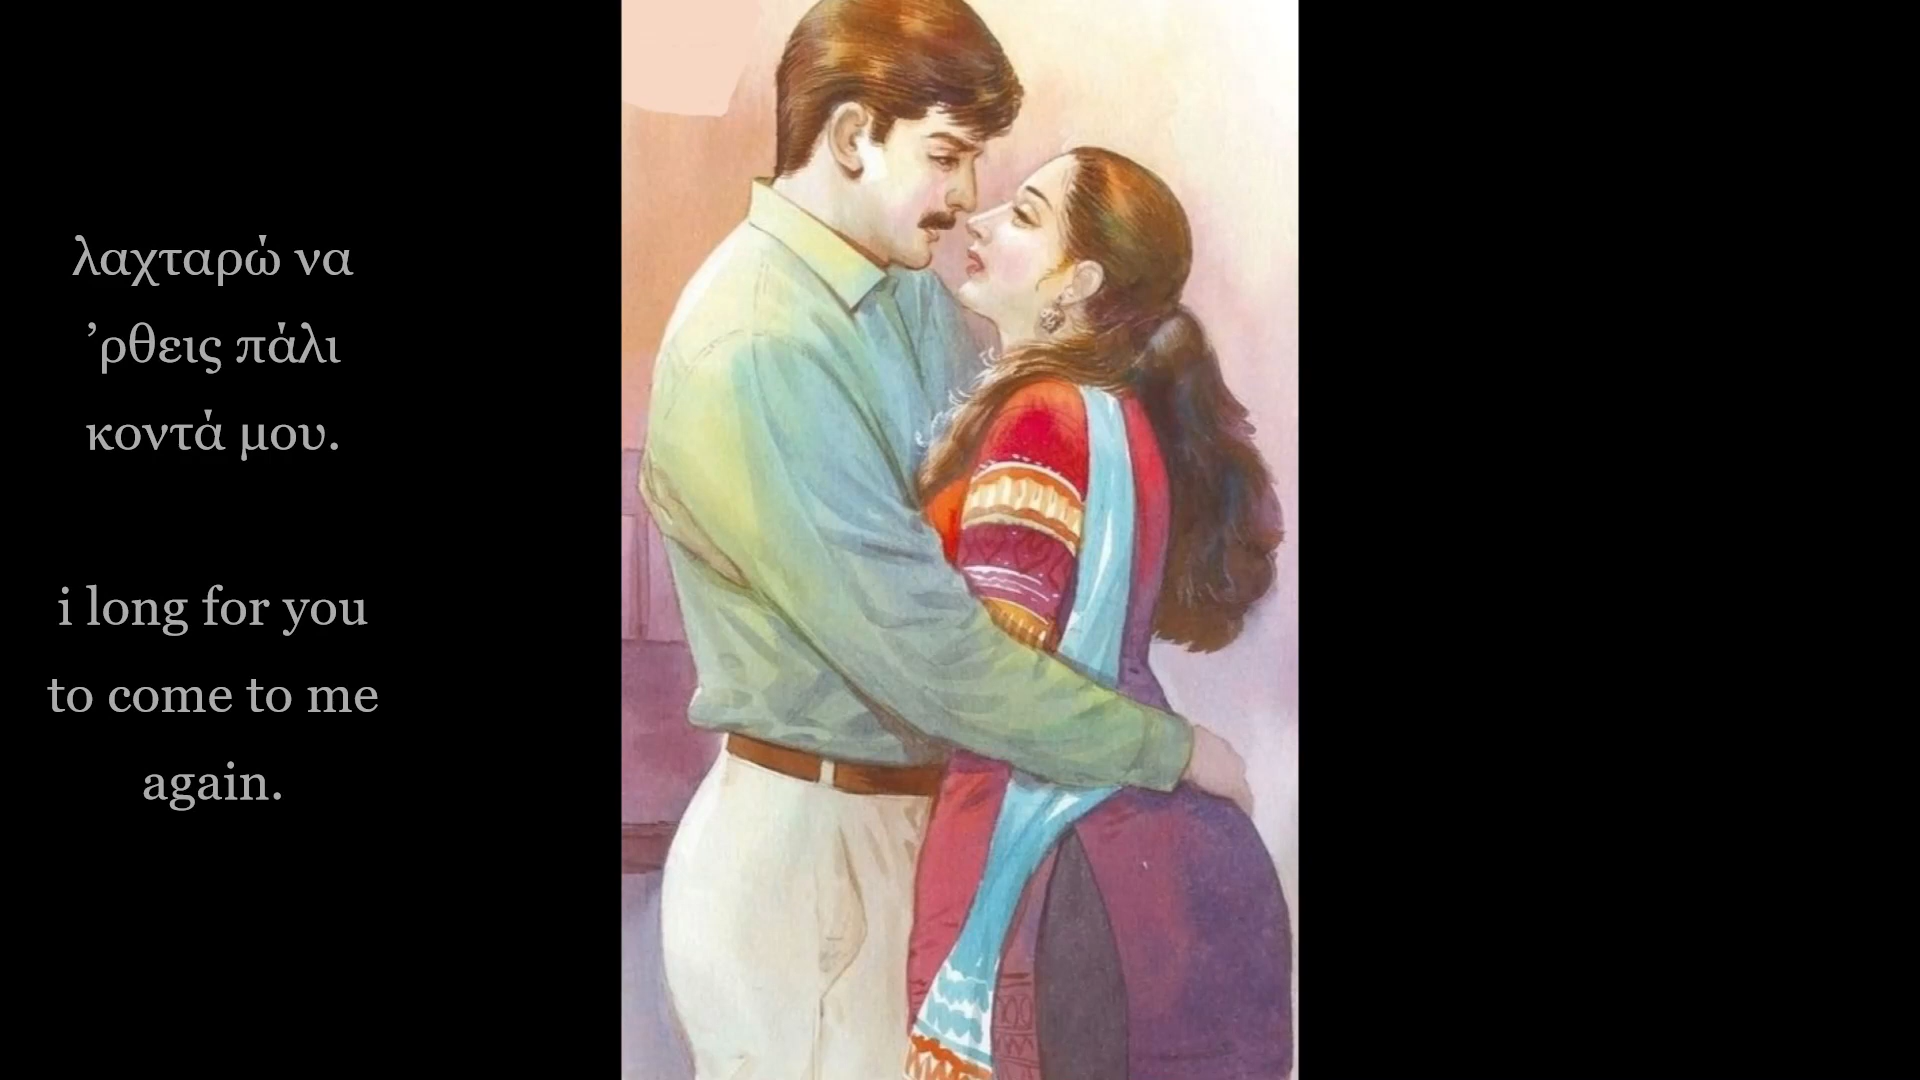 λαχταρώ να
’ρθεις πάλι
κοντά μου.
i long for you
to come to me
again.